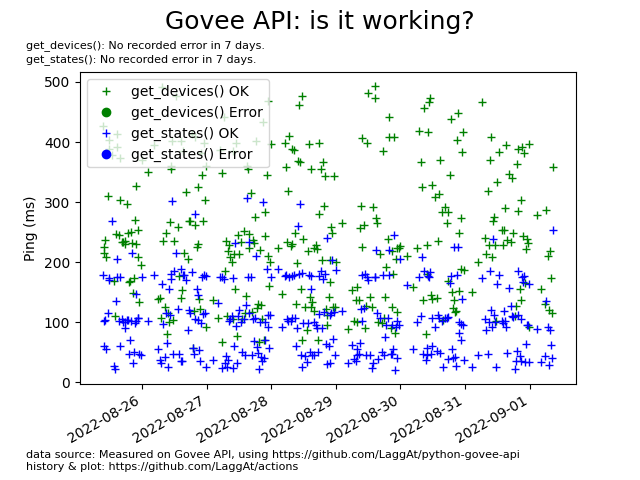 Govee API: is it working?
get_devices(): No recorded error in 7 days.
get_states(): No recorded error in 7 days.
500
400
300
200
100
0
Ping (ms)
get_devices() OK
get_devices() Error
get_states() OK
get_states() Error
2022-08-26
2022-08-27
2022-08-28
2022-08-29
2022-08-30
2022-08-31
2022-09-01
data source: Measured on Govee API, using https://github.com/LaggAt/python-govee-api
history & plot: https://github.com/LaggAt/actions